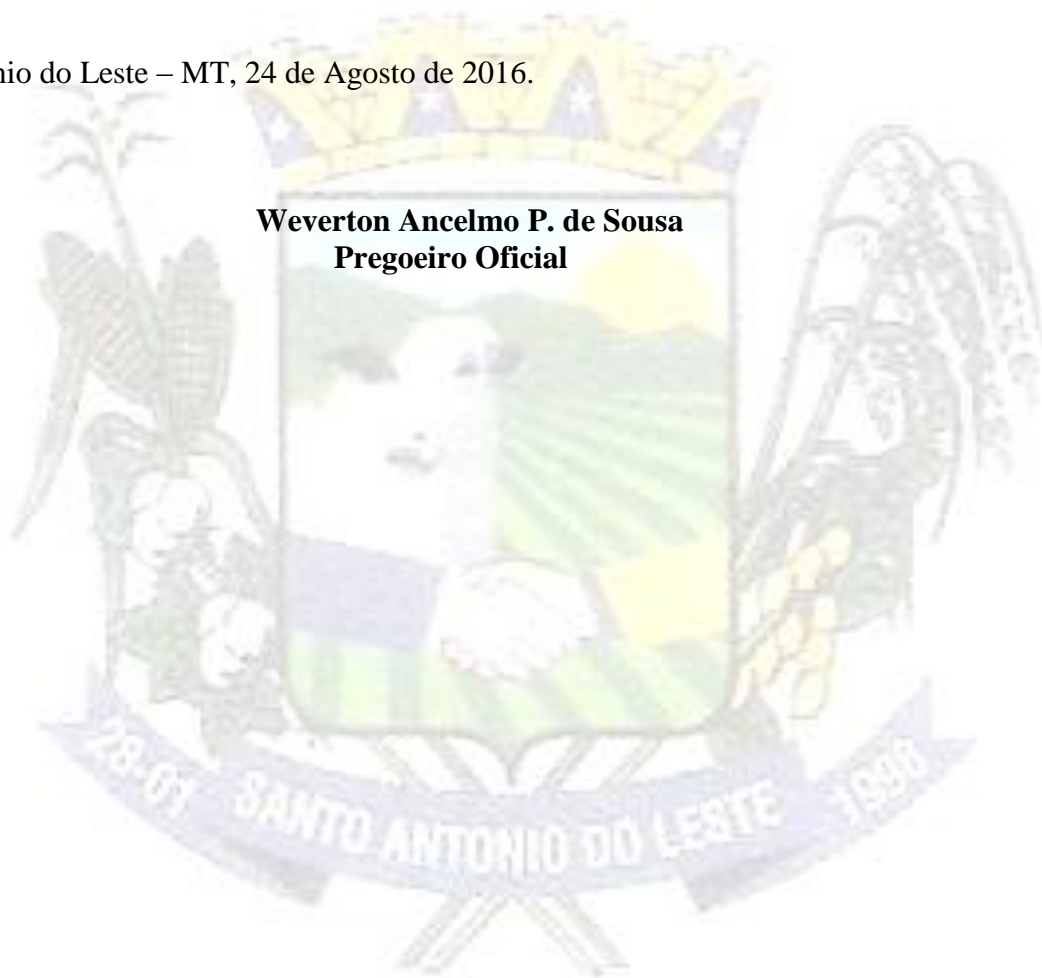 nio do Leste – MT, 24 de Agosto de 2016.
Weverton Ancelmo P. de Sousa
Pregoeiro Oficial
28-01 SANTO ANTONIO DO LESTE 1998